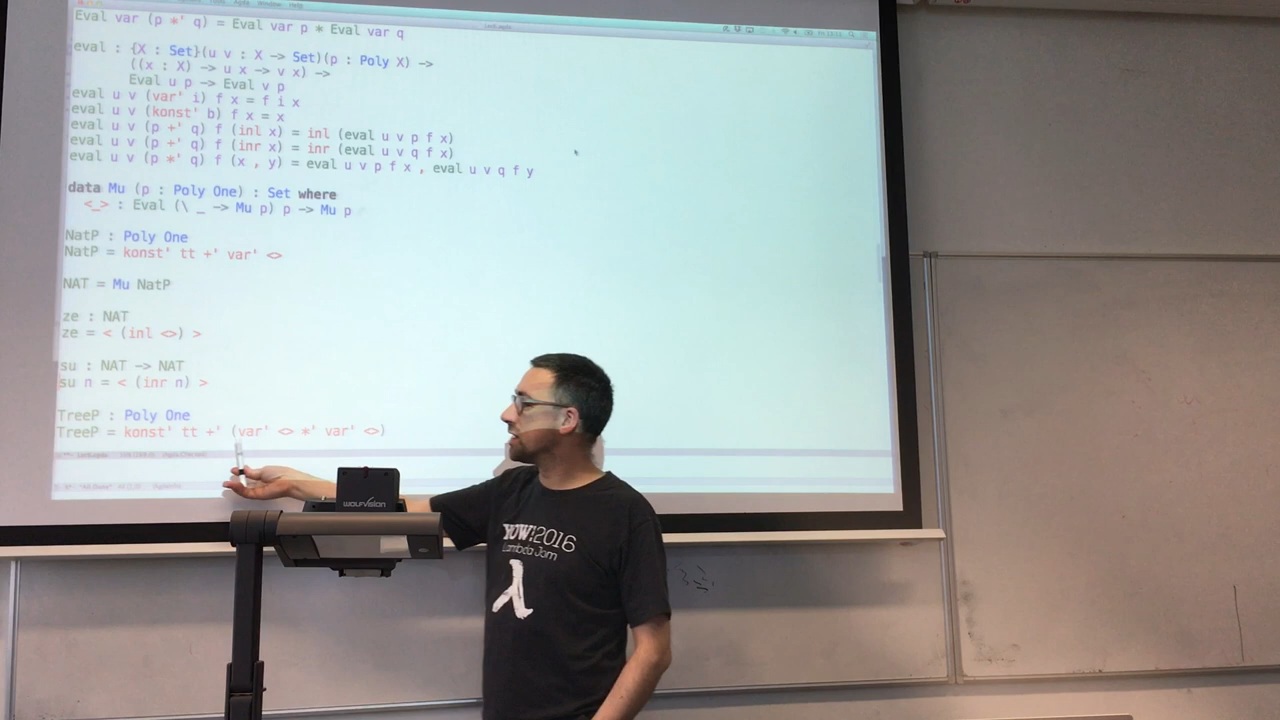 Eval var (p *' q) = Eval var p * Eval var q
eval : {X : Set}(u v : X -> Set)(p : Poly X) ->
((x : X) -> u x -> v x) ->
Eval u p -> Eval v p
eval u v (var' i) f x = f i x
eval u v (konst' b) f x = x
eval u v (p +' q) f (inl x) = inl (eval u v p f x)
eval u v (p +' q) f (inr x) = inr (eval u v q f x)
eval u v (p *' q) f (x , y) = eval u v p f x , eval u v q f y
data Mu (p : Poly One) : Set where
<_> : Eval (\ _ -> Mu p) p -> Mu p
NatP : Poly One
NatP = konst' tt +' var' <>
NAT = Mu NatP
ze : NAT
ze = < (inl <>) >
su : NAT -> NAT
su n = < (inr n) >
TreeP : Poly One
TreeP = konst' tt +' (var' <> *' var' <>)
WolfVision
YOW! 2016
Lambda Jam
λ